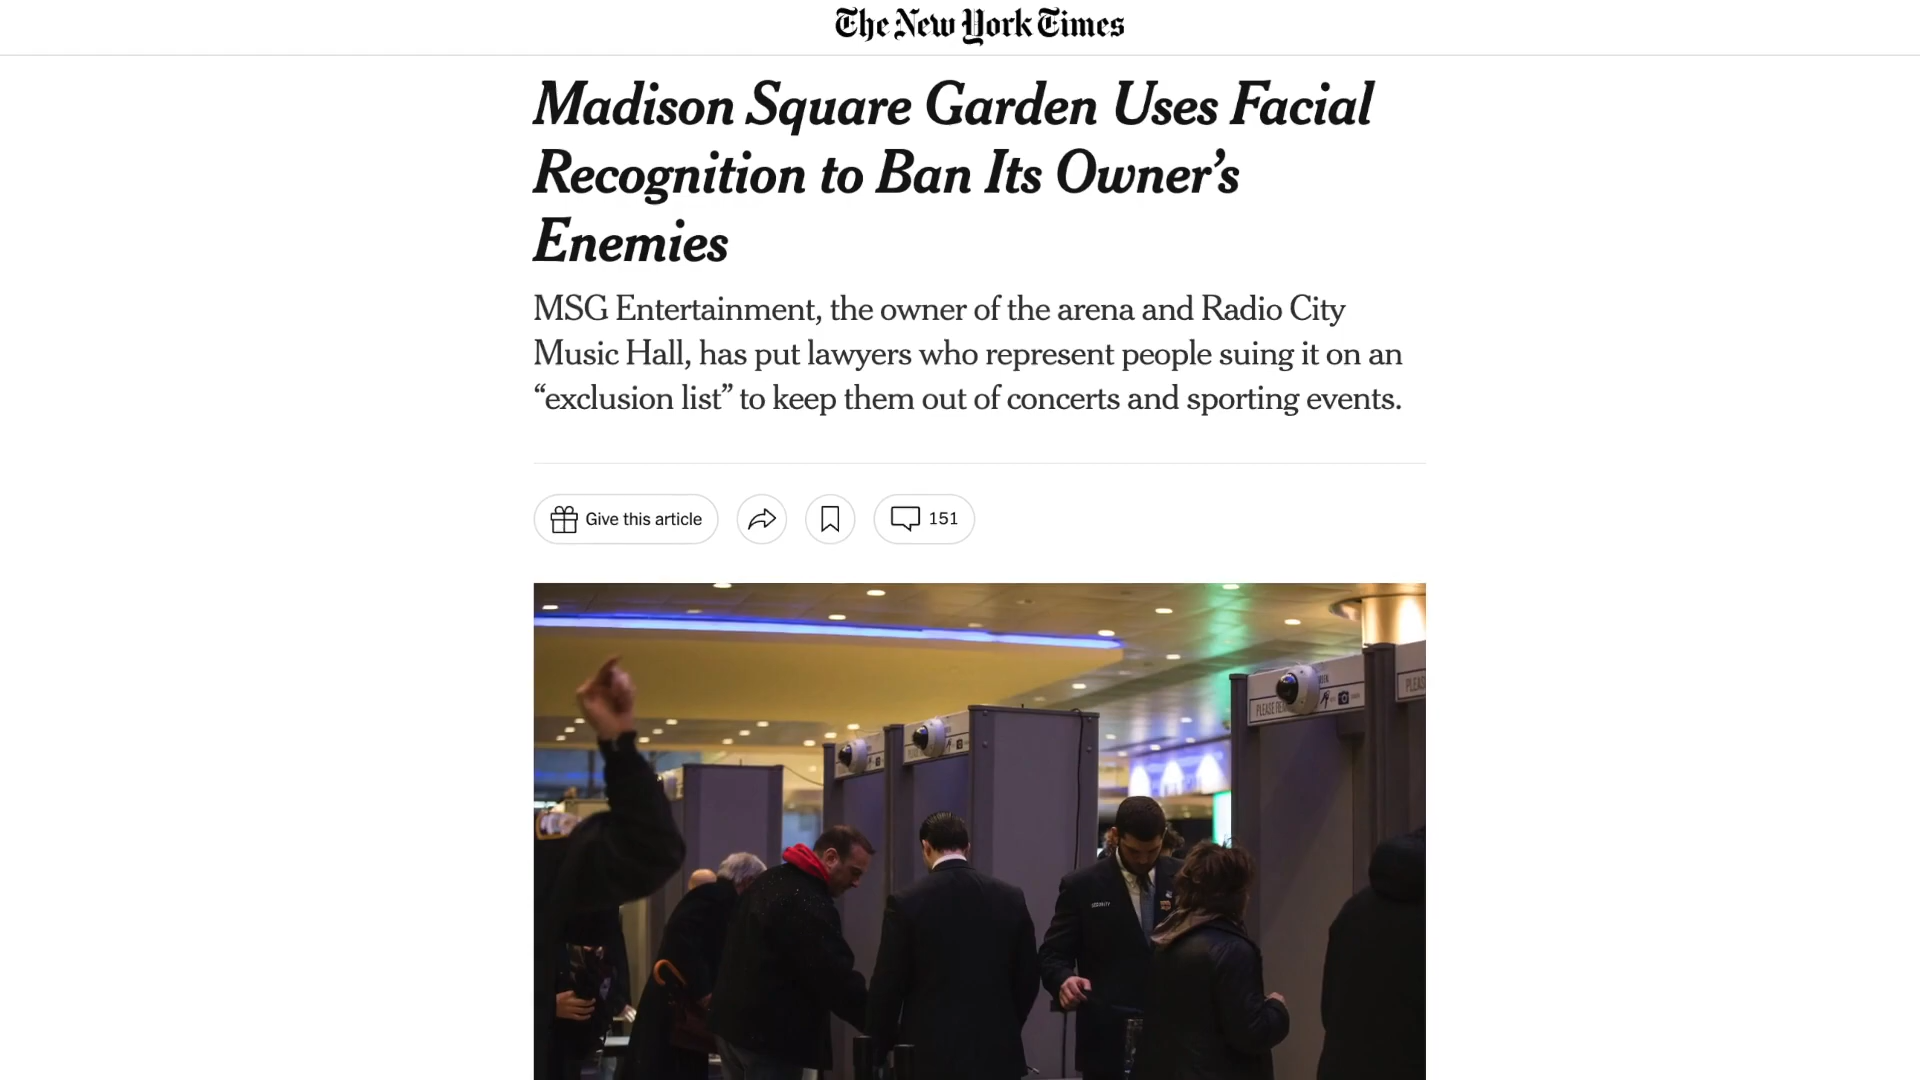 The New York Times
Madison Square Garden Uses Facial
Recognition to Ban Its Owner’s
Enemies
MSG Entertainment, the owner of the arena and Radio City
Music Hall, has put lawyers who represent people suing it on an
“exclusion list” to keep them out of concerts and sporting events.
Give this article
151
PLEASE
SECURITY